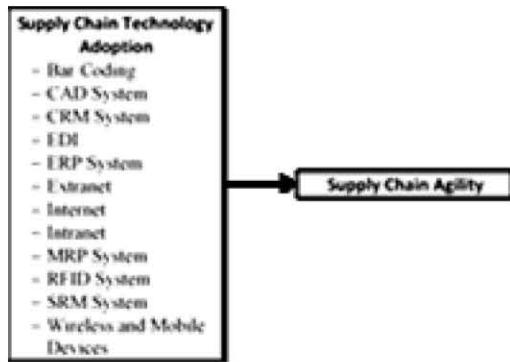 Supply Chain Technology
Adoption
– Bar Coding
– CAD System
– CRM System
– EDI
– ERP System
– Extranet
– Internet
– Intranet
– MRP System
– RFID System
– SRM System
– Wireless and Mobile
Devices
Supply Chain Agility